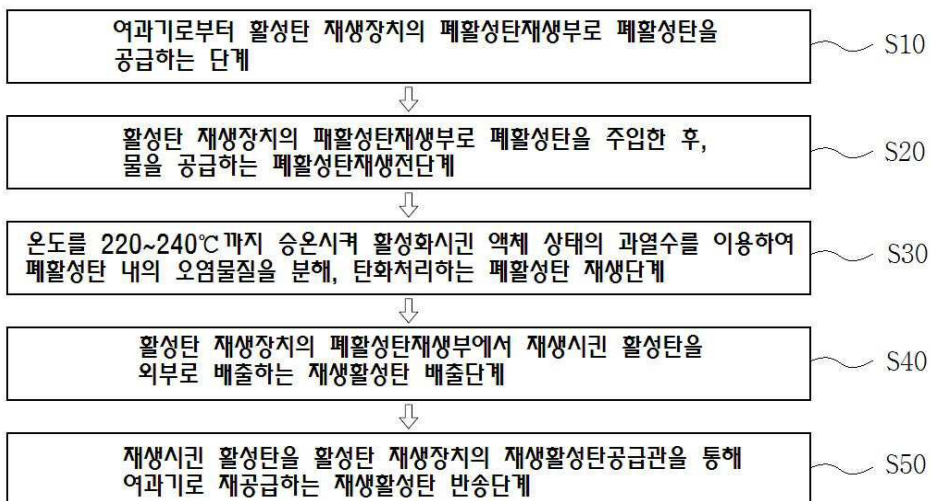 여과기로부터 활성탄 재생장치의 폐활성탄재생부로 폐활성탄을
공급하는 단계
S10
활성탄 재생장치의 패활성탄재생부로 폐활성탄을 주입한 후,
물을 공급하는 폐활성탄재생전단계
S20
온도를 220~240℃까지 승온시켜 활성화시킨 액체 상태의 과열수를 이용하여
폐활성탄 내의 오염물질을 분해, 탄화처리하는 폐활성탄 재생단계
S30
활성탄 재생장치의 폐활성탄재생부에서 재생시킨 활성탄을
외부로 배출하는 재생활성탄 배출단계
S40
재생시킨 활성탄을 활성탄 재생장치의 재생활성탄공급관을 통해
여과기로 재공급하는 재생활성탄 반송단계
S50